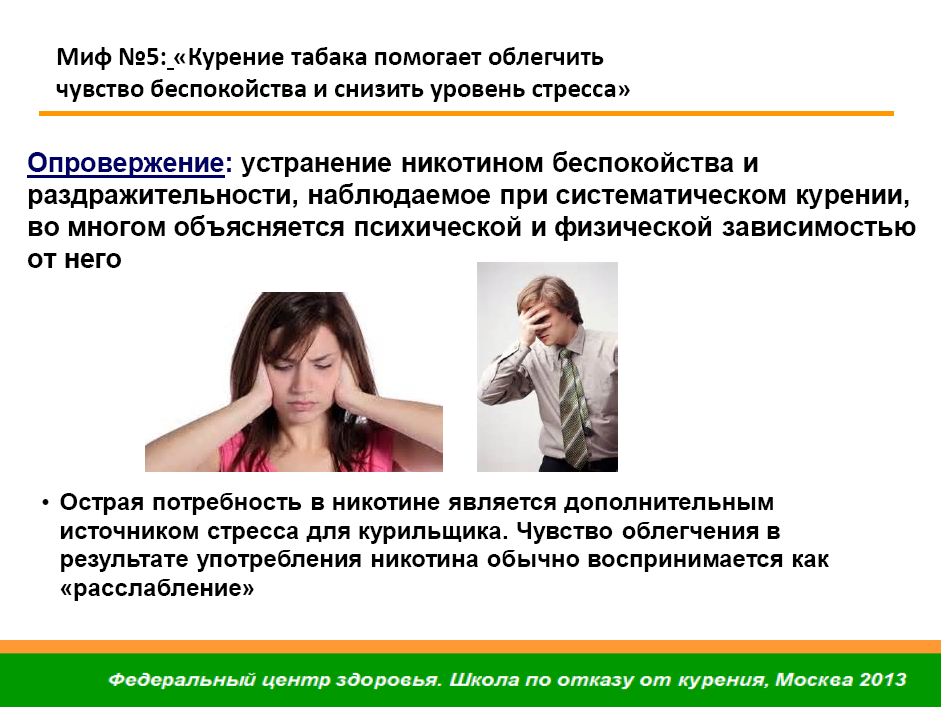 Миф №5: «Курение табака помогает облегчить
чувство беспокойства и снизить уровень стресса»
Опровержение: устранение никотином беспокойства и
раздражительности, наблюдаемое при систематическом курении,
во многом объясняется психической и физической зависимостью
от него
• Острая потребность в никотине является дополнительным
источником стресса для курильщика. Чувство облегчения в
результате употребления никотина обычно воспринимается как
«расслабление»
Федеральный центр здоровья. Школа по отказу от курения, Москва 2013